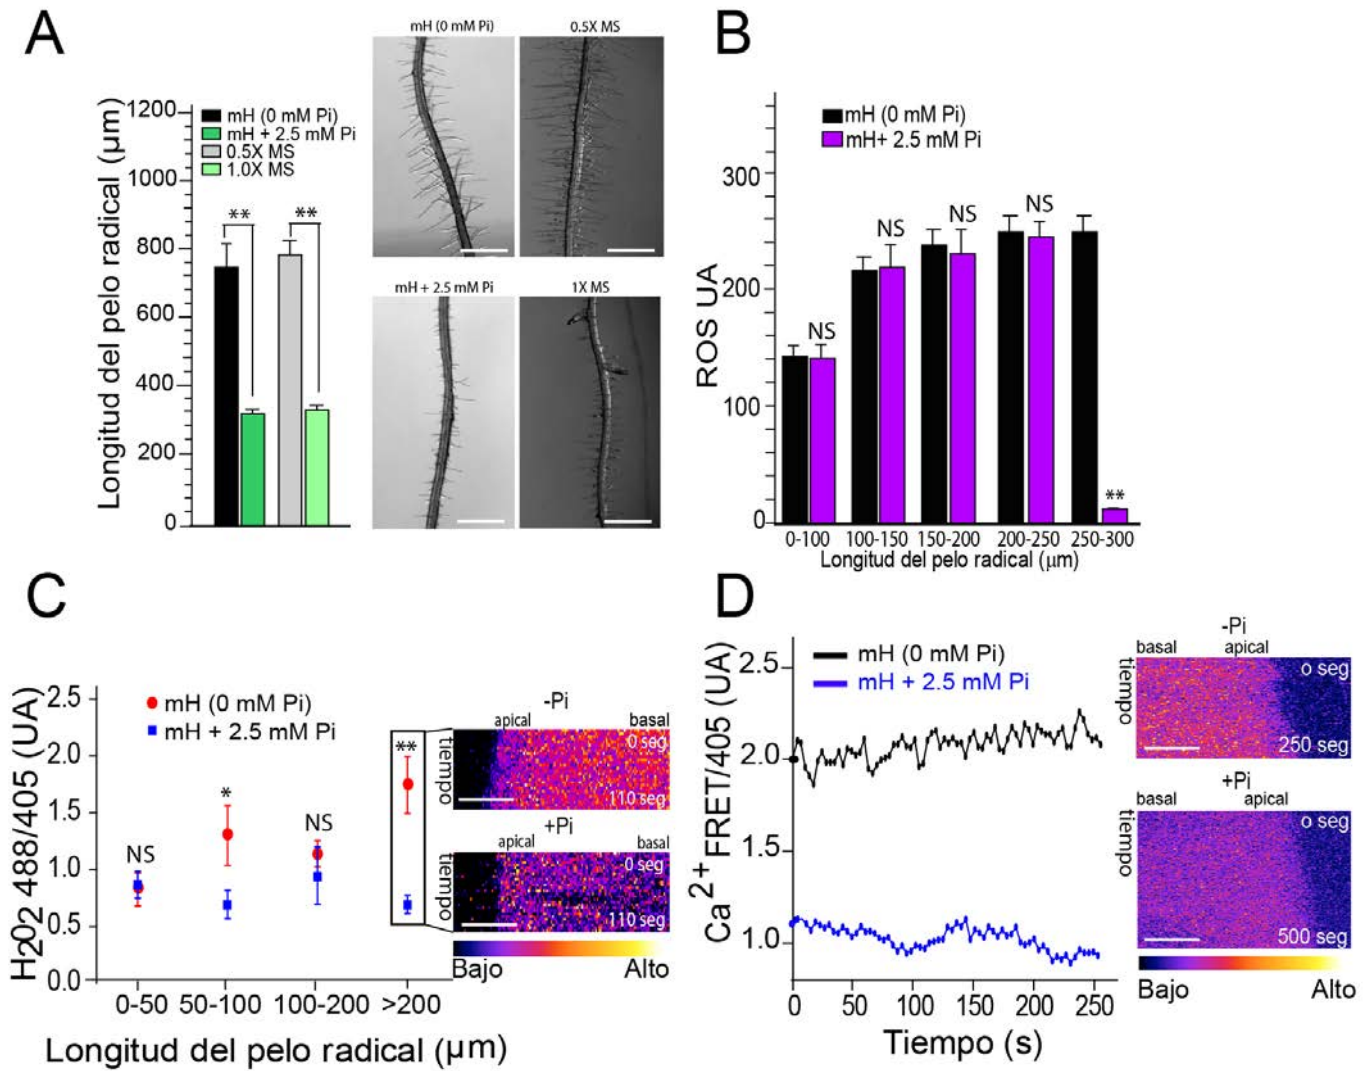 A
mH (0 mM Pi)
0.5X MS
mH + 2.5 mM Pi
1X MS
Longitud del pelo radical (μm)
1200
1000
800
600
400
200
0
mH (0 mM Pi)
mH + 2.5 mM Pi
0.5X MS
1.0X MS
**
**
B
ROS UA
300
200
100
0
mH (0 mM Pi)
mH+ 2.5 mM Pi
NS
NS
NS
NS
**
0-100
100-150
150-200
200-250
250-300
Longitud del pelo radical (μm)
C
H2O2 488/405 (UA)
2.5
2.0
1.5
1.0
0.5
0.0
mH (0 mM Pi)
mH + 2.5 mM Pi
NS
*
NS
**
0-50
50-100
100-200
>200
Longitud del pelo radical (μm)
-Pi
apical
basal
tiempo
0 seg
110 seg
+Pi
apical
basal
tiempo
0 seg
110 seg
Bajo
Alto
D
Ca2+ FRET/405 (UA)
2.5
2.0
1.5
1.0
mH (0 mM Pi)
mH + 2.5 mM Pi
0
50
100
150
200
250
Tiempo (s)
-Pi
basal
apical
tiempo
o seg
250 seg
+Pi
basal
apical
tiempo
o seg
500 seg
Bajo
Alto